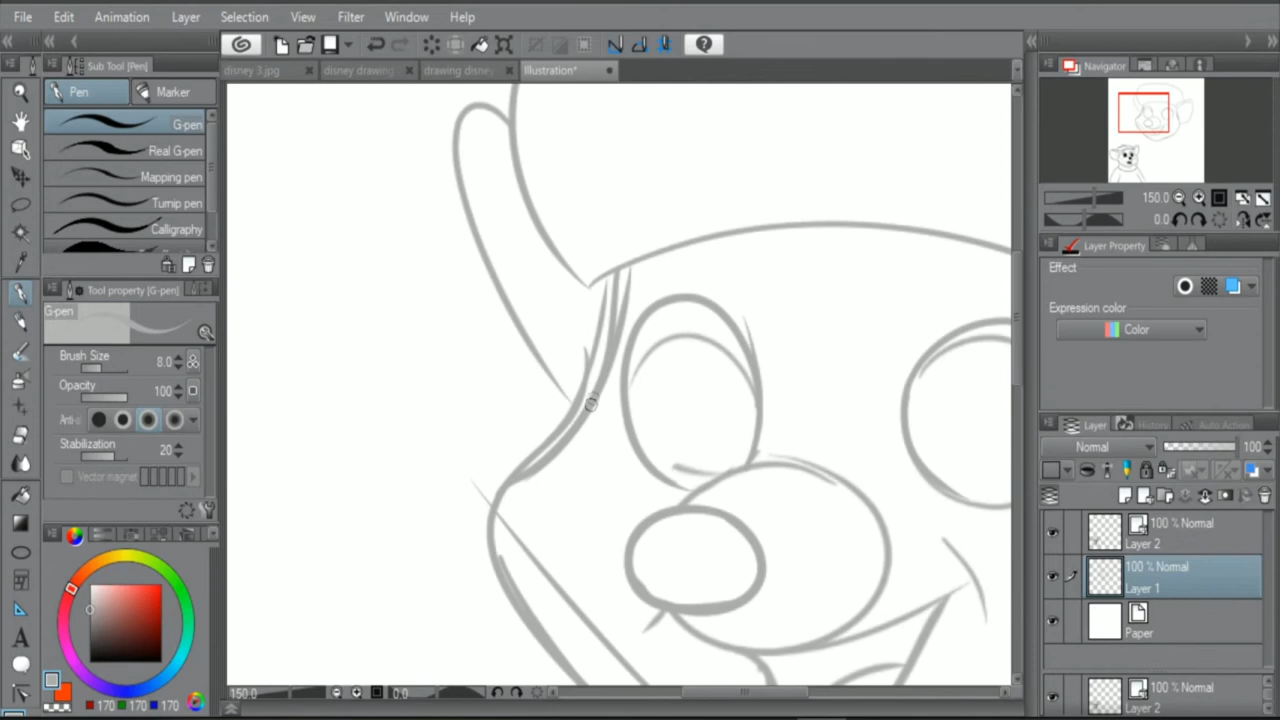 File Edit Animation Layer Selection View Filter Window Help
Sub Tool [Pen]
Pen Marker
G-pen
Real G-pen
Mapping pen
Turnip pen
Calligraphy
Tool property [G-pen]
G-pen
Brush Size 8.0
Opacity 100
Anti-al
Stabilization 20
Vector magnet
170 170 170
disney 3.jpg disney drawing drawing disney Illustration*
150.0 0.0
Navigator
150.0
0.0
Layer Property
Effect
Expression color
Color
Layer History Auto Action
Normal 100
100 % Normal
Layer 2
100 % Normal
Layer 1
Paper
100 % Normal
Layer 2